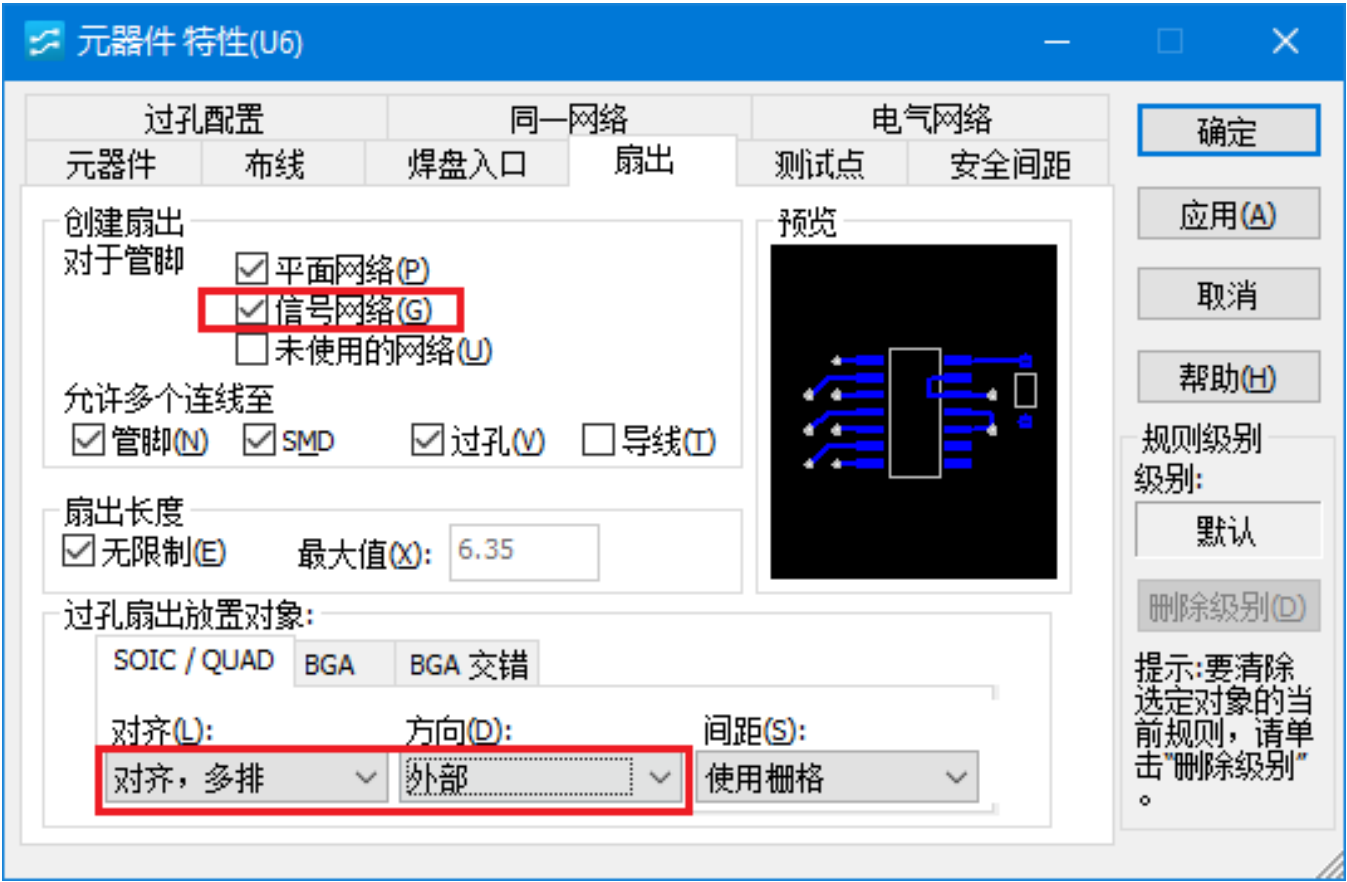 元器件 特性(U6)
过孔配置 同一网络 电气网络
元器件 布线 焊盘入口 扇出 测试点 安全间距
创建扇出
对于管脚
平面网络(P)
信号网络(G)
未使用的网络(U)
允许多个连线至
管脚(N) SMD 过孔(V) 导线(T)
扇出长度
无限制(E) 最大值(X): 6.35
预览
过孔扇出放置对象:
SOIC / QUAD BGA BGA 交错
对齐(L): 方向(D): 间距(S):
对齐，多排 外部 使用栅格
确定
应用(A)
取消
帮助(H)
规则级别
级别:
默认
删除级别(D)
提示:要清除
选定对象的当
前规则，请单
击"删除级别"
。